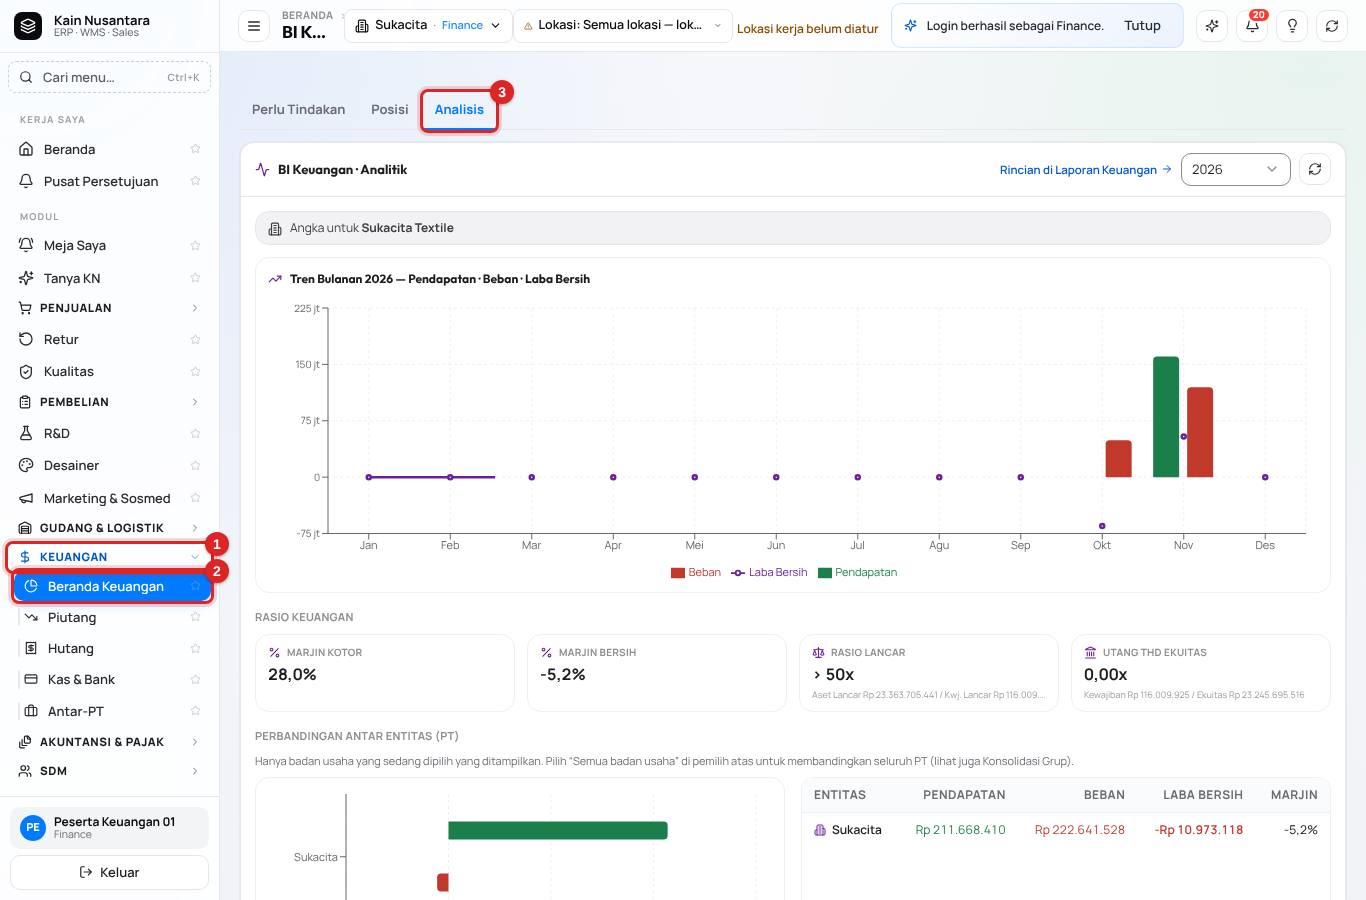 Kain Nusantara
ERP · WMS · Sales
Cari menu...
Ctrl+K
KERJA SAYA
Beranda
Pusat Persetujuan
MODUL
Meja Saya
Tanya KN
PENJUALAN
Retur
Kualitas
PEMBELIAN
R&D
Desainer
Marketing & Sosmed
GUDANG & LOGISTIK
KEUANGAN
1
Beranda Keuangan
2
Piutang
Hutang
Kas & Bank
Antar-PT
AKUNTANSI & PAJAK
SDM
PE
Peserta Keuangan 01
Finance
Keluar
BERANDA
BI K...
Sukacita · Finance
Lokasi: Semua lokasi — lok...
Lokasi kerja belum diatur
Login berhasil sebagai Finance.
Tutup
20
Perlu Tindakan
Posisi
Analisis
3
BI Keuangan · Analitik
Rincian di Laporan Keuangan →
2026
Angka untuk Sukacita Textile
Tren Bulanan 2026 — Pendapatan · Beban · Laba Bersih
225 jt
150 jt
75 jt
0
-75 jt
Jan Feb Mar Apr Mei Jun Jul Agu Sep Okt Nov Des
Beban Laba Bersih Pendapatan
RASIO KEUANGAN
MARJIN KOTOR
28,0%
MARJIN BERSIH
-5,2%
RASIO LANCAR
> 50x
Aset Lancar Rp 23.363.705.441 / Kwj. Lancar Rp 116.009....
UTANG THD EKUITAS
0,00x
Kewajiban Rp 116.009.925 / Ekuitas Rp 23.245.695.516
PERBANDINGAN ANTAR ENTITAS (PT)
Hanya badan usaha yang sedang dipilih yang ditampilkan. Pilih "Semua badan usaha" di pemilih atas untuk membandingkan seluruh PT (lihat juga Konsolidasi Grup).
Sukacita
ENTITAS PENDAPATAN BEBAN LABA BERSIH MARJIN
Sukacita Rp 211.668.410 Rp 222.641.528 -Rp 10.973.118 -5,2%